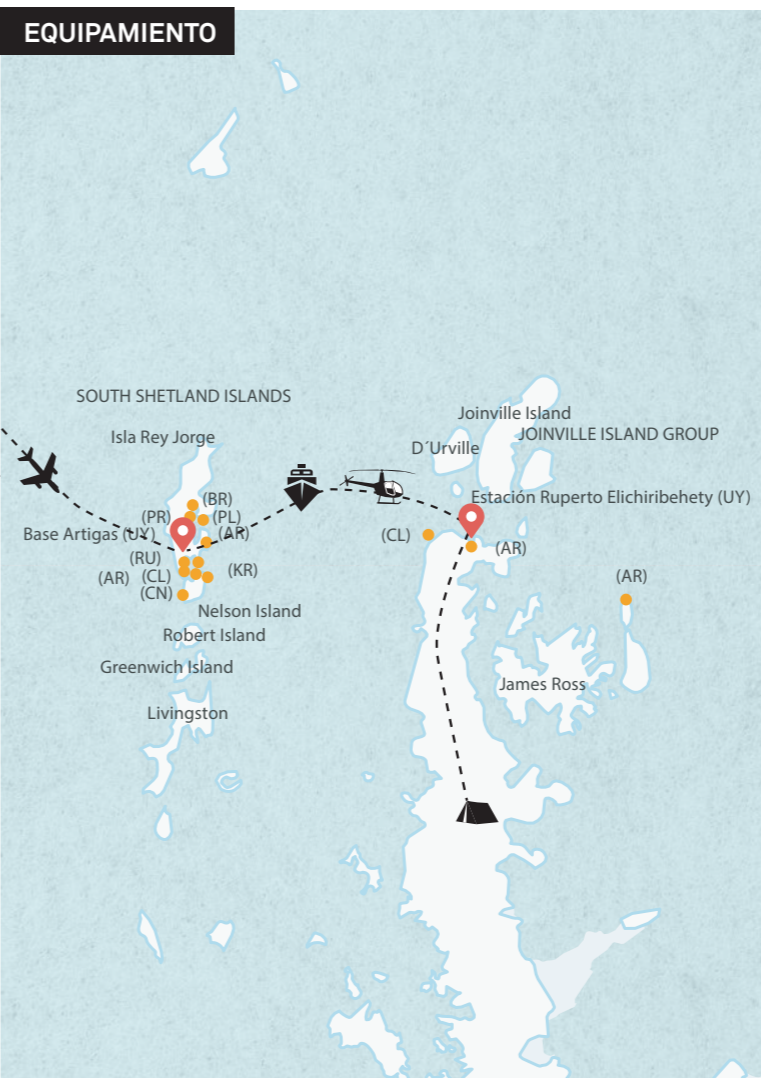 EQUIPAMIENTO
SOUTH SHETLAND ISLANDS
Isla Rey Jorge
Joinville Island
JOINVILLE ISLAND GROUP
D´Urville
Estación Ruperto Elichiribehety (UY)
(BR)
(PR)
(PL)
Base Artigas (UY)
(AR)
(CL)
(AR)
(RU)
(AR)
(CL)
(KR)
(AR)
(CN)
Nelson Island
Robert Island
Greenwich Island
James Ross
Livingston